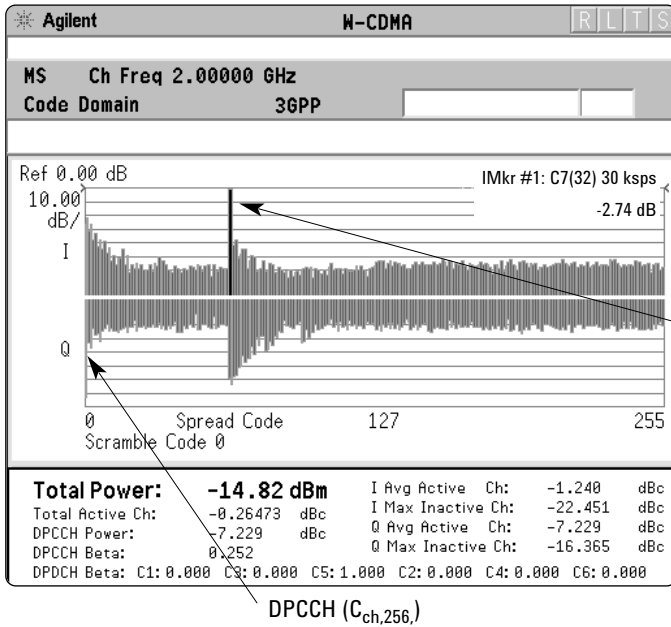 Agilent W-CDMA R L T S
MS Ch Freq 2.00000 GHz
Code Domain 3GPP
Ref 0.00 dB
IMkr #1: C7(32) 30 ksps
10.00
-2.74 dB
dB/
I
Q
0 Spread Code 127 255
Scramble Code 0
Total Power: -14.82 dBm
Total Active Ch: -0.26473 dBc
DPCCH Power: -7.229 dBc
DPCCH Beta: 0.252
I Avg Active Ch: -1.240 dBc
I Max Inactive Ch: -22.451 dBc
Q Avg Active Ch: -7.229 dBc
Q Max Inactive Ch: -16.365 dBc
DPDCH Beta: C1: 0.000 C3: 0.000 C5: 1.000 C2: 0.000 C4: 0.000 C6: 0.000
DPCCH (Cch,256,)